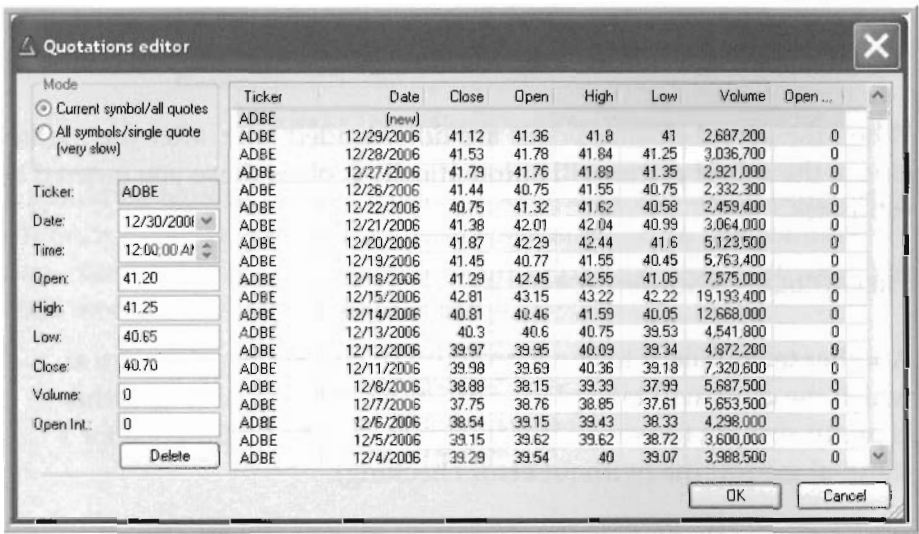 Quotations editor
Mode
Current symbol/all quotes
All symbols/single quote
(very slow)
Ticker: ADBE
Date: 12/30/200
Time: 12:00:00 A
Open: 41.20
High: 41.25
Low: 40.65
Close: 40.70
Volume: 0
Open Int.: 0
Delete
Ticker Date Close Open High Low Volume Open ...
ADBE (new)
ADBE 12/29/2006 41.12 41.36 41.8 41 2,687,200 0
ADBE 12/28/2006 41.53 41.78 41.84 41.25 3,036,700 0
ADBE 12/27/2006 41.79 41.76 41.89 41.35 2,921,000 0
ADBE 12/26/2006 41.44 40.75 41.55 40.75 2,332,300 0
ADBE 12/22/2006 40.75 41.32 41.62 40.58 2,459,400 0
ADBE 12/21/2006 41.38 42.01 42.04 40.99 3,064,000 0
ADBE 12/20/2006 41.87 42.29 42.44 41.6 5,123,500 0
ADBE 12/19/2006 41.45 40.77 41.55 40.45 5,763,400 0
ADBE 12/18/2006 41.29 42.45 42.55 41.05 7,575,000 0
ADBE 12/15/2006 42.81 43.15 43.22 42.22 19,193,400 0
ADBE 12/14/2006 40.81 40.46 41.59 40.05 12,668,000 0
ADBE 12/13/2006 40.3 40.6 40.75 39.53 4,541,800 0
ADBE 12/12/2006 39.97 39.95 40.09 39.34 4,872,200 0
ADBE 12/11/2006 39.98 39.69 40.36 39.18 7,320,600 0
ADBE 12/8/2006 38.88 38.15 39.39 37.99 5,687,500 0
ADBE 12/7/2006 37.75 38.76 38.85 37.61 5,653,500 0
ADBE 12/6/2006 38.54 39.15 39.43 38.33 4,298,000 0
ADBE 12/5/2006 39.15 39.62 39.62 38.72 3,600,000 0
ADBE 12/4/2006 39.29 39.54 40 39.07 3,988,500 0
OK Cancel